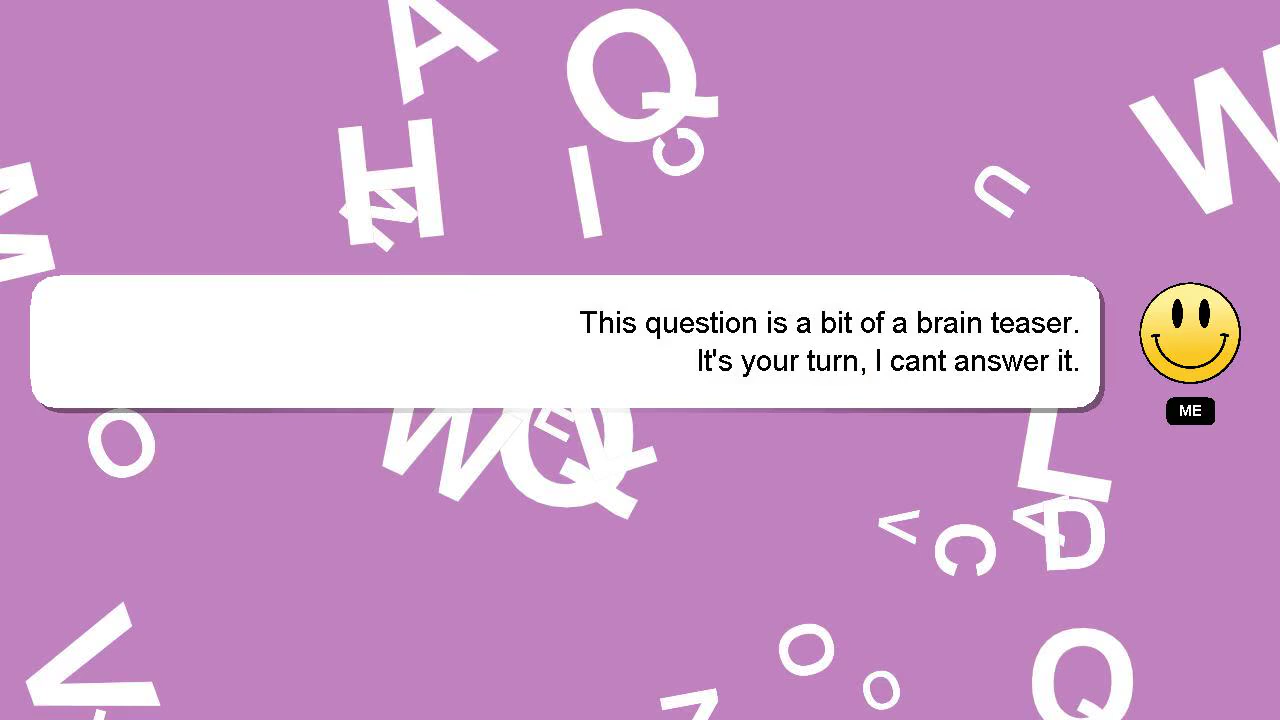 A
Q
W
H
C
I
M
U
M
This question is a bit of a brain teaser.
It's your turn, I cant answer it.
ME
O
W
Q
E
L
L
V
C
A
D
V
O
O
Q